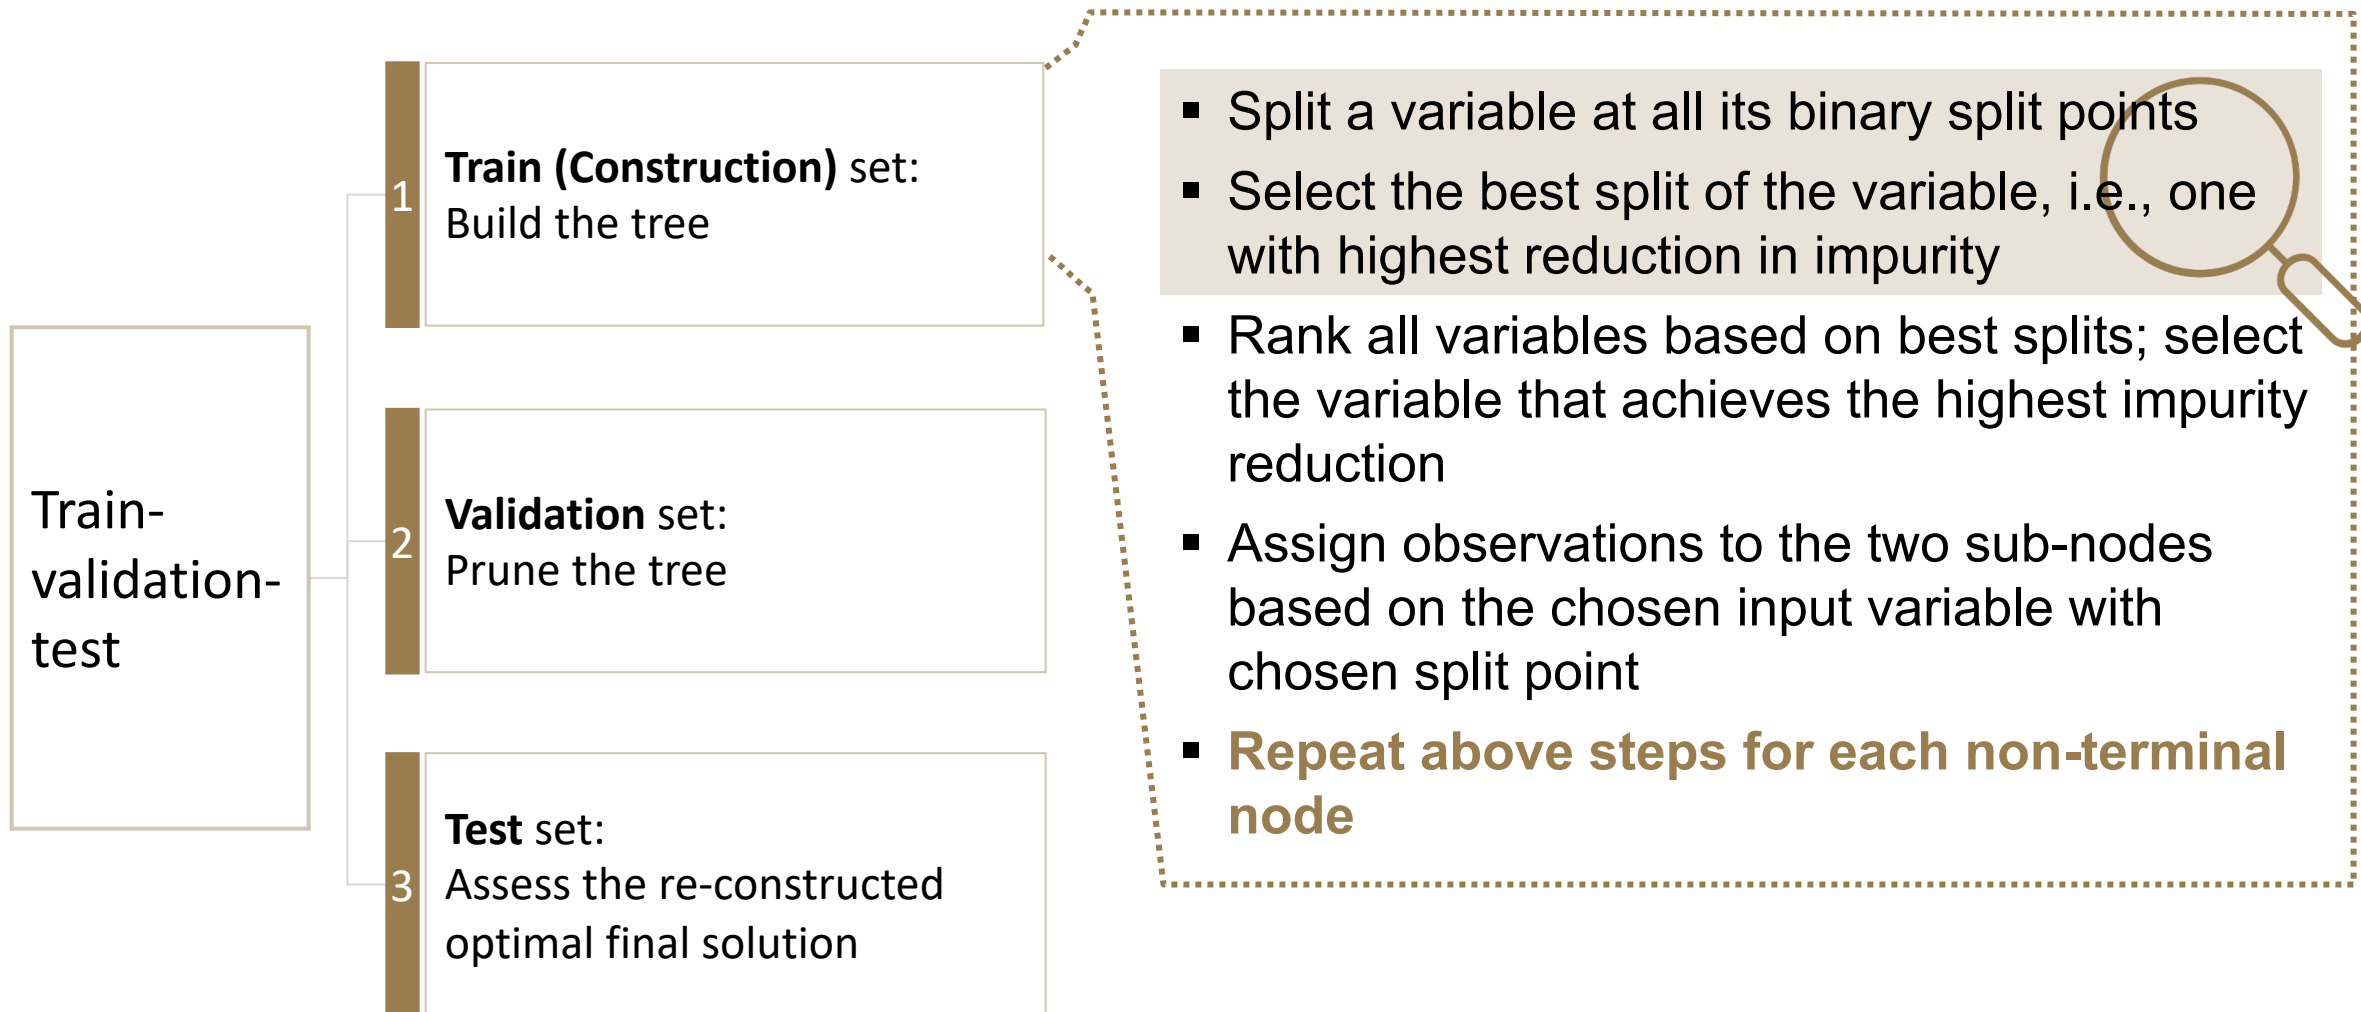 Train-
validation-
test
1
Train (Construction) set:
Build the tree
2
Validation set:
Prune the tree
3
Test set:
Assess the re-constructed
optimal final solution
▪ Split a variable at all its binary split points
▪ Select the best split of the variable, i.e., one
with highest reduction in impurity
▪ Rank all variables based on best splits; select
the variable that achieves the highest impurity
reduction
▪ Assign observations to the two sub-nodes
based on the chosen input variable with
chosen split point
▪ Repeat above steps for each non-terminal
node